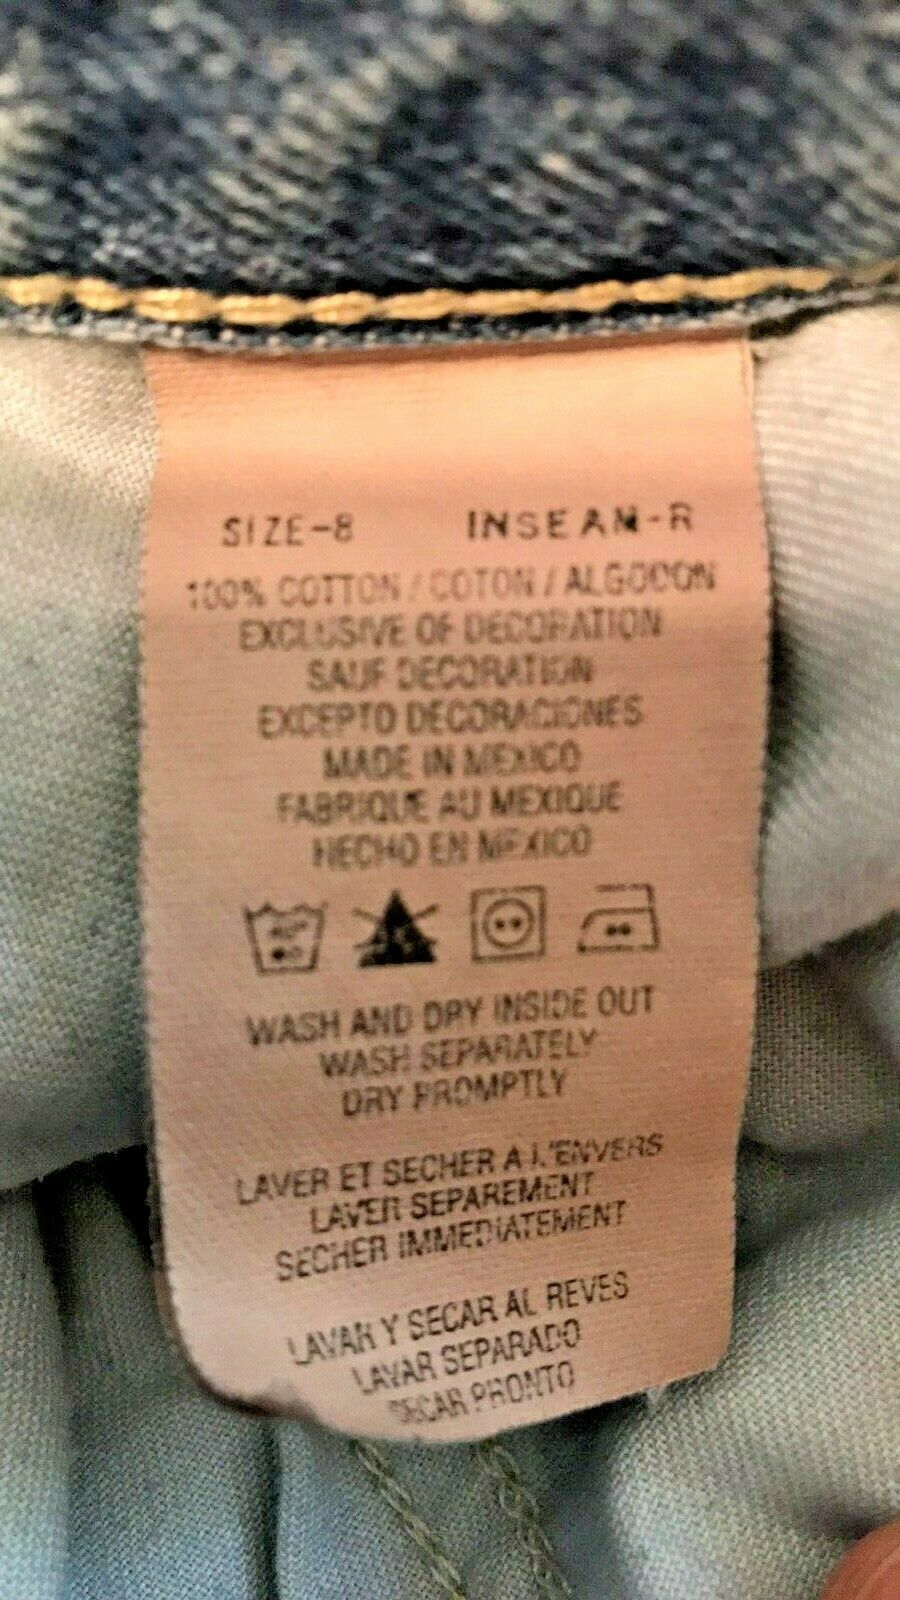 SIZE-8 INSEAM-R
100% COTTON / COTON / ALGODON
EXCLUSIVE OF DECORATION
SAUF DECORATION
EXCEPTO DECORACIONES
MADE IN MEXICO
FABRIQUE AU MEXIQUE
HECHO EN MEXICO
40°
WASH AND DRY INSIDE OUT
WASH SEPARATELY
DRY PROMPTLY
LAVER ET SECHER A L'ENVERS
LAVER SEPAREMENT
SECHER IMMEDIATEMENT
LAVAR Y SECAR AL REVES
LAVAR SEPARADO
SECAR PRONTO